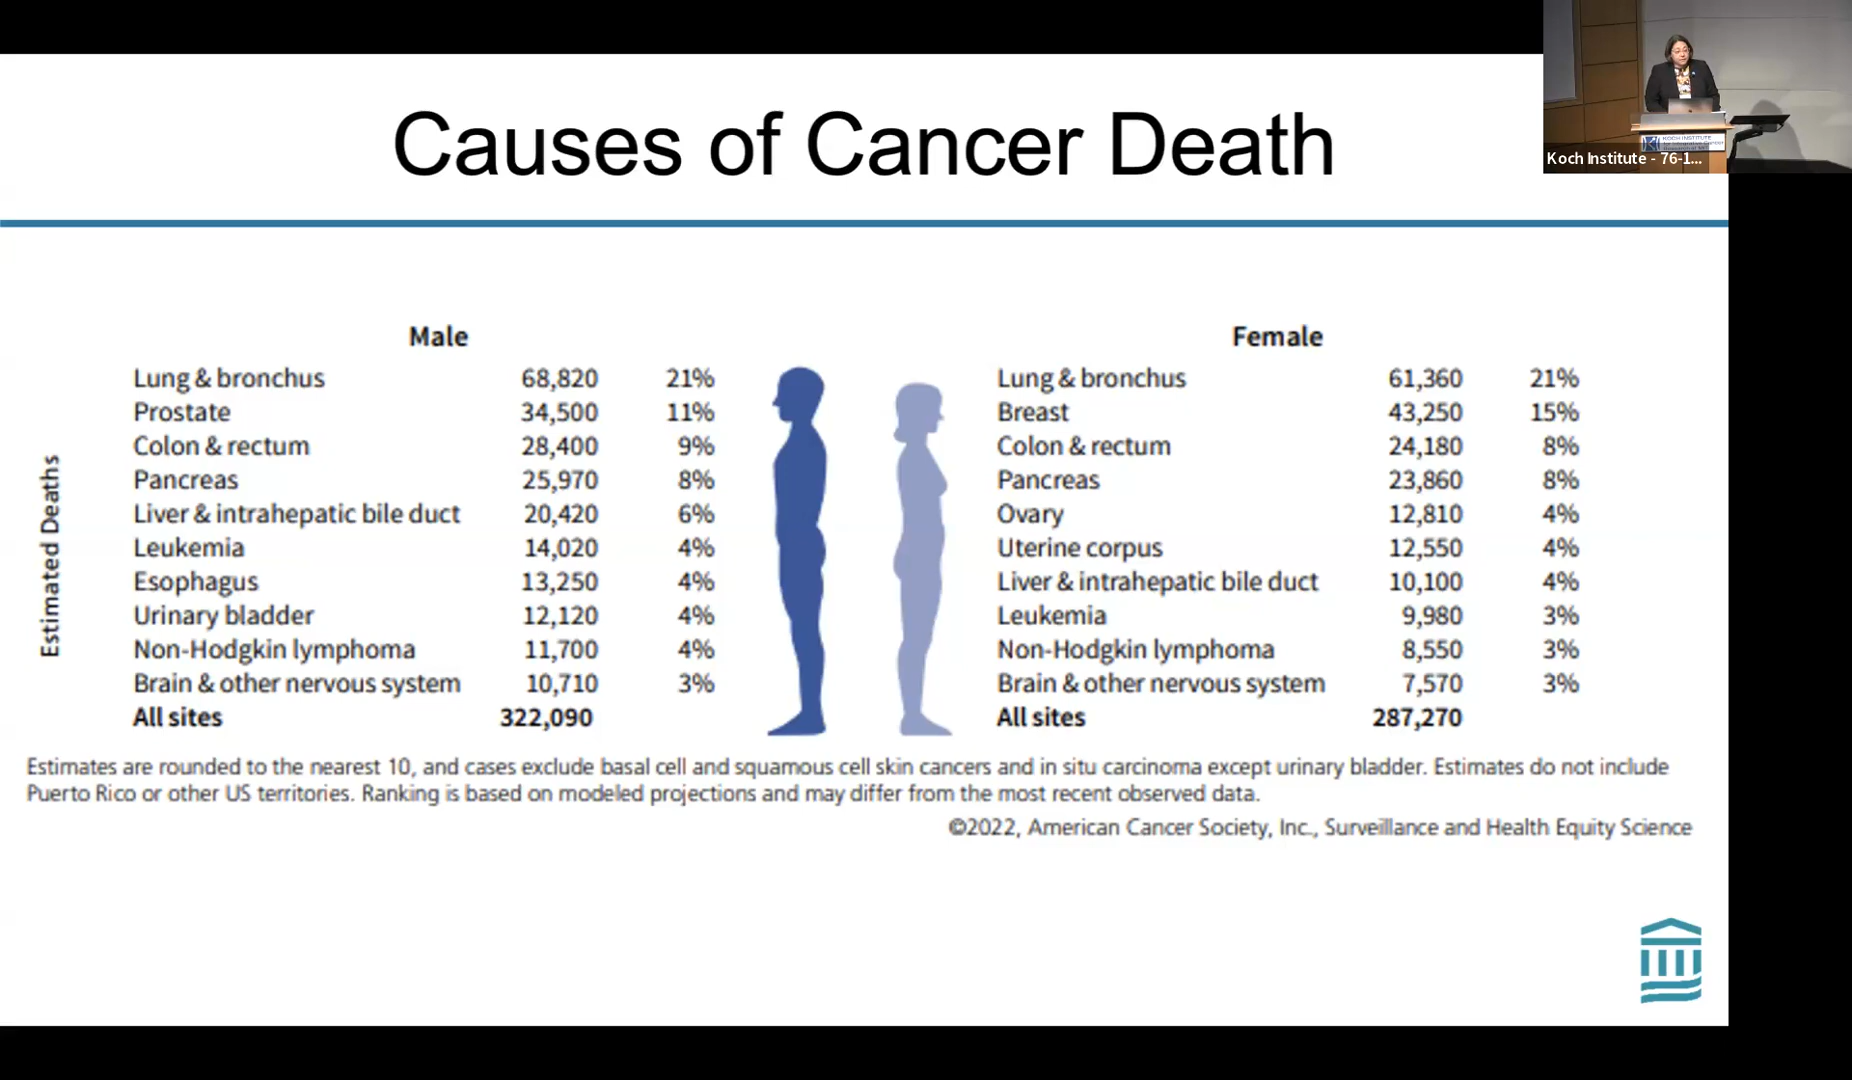 Causes of Cancer Death
Koch Institute - 76-1...
KOCH INSTITUTE
Estimated Deaths
Male
Lung & bronchus 68,820 21%
Prostate 34,500 11%
Colon & rectum 28,400 9%
Pancreas 25,970 8%
Liver & intrahepatic bile duct 20,420 6%
Leukemia 14,020 4%
Esophagus 13,250 4%
Urinary bladder 12,120 4%
Non-Hodgkin lymphoma 11,700 4%
Brain & other nervous system 10,710 3%
All sites 322,090
Female
Lung & bronchus 61,360 21%
Breast 43,250 15%
Colon & rectum 24,180 8%
Pancreas 23,860 8%
Ovary 12,810 4%
Uterine corpus 12,550 4%
Liver & intrahepatic bile duct 10,100 4%
Leukemia 9,980 3%
Non-Hodgkin lymphoma 8,550 3%
Brain & other nervous system 7,570 3%
All sites 287,270
Estimates are rounded to the nearest 10, and cases exclude basal cell and squamous cell skin cancers and in situ carcinoma except urinary bladder. Estimates do not include
Puerto Rico or other US territories. Ranking is based on modeled projections and may differ from the most recent observed data.
©2022, American Cancer Society, Inc., Surveillance and Health Equity Science